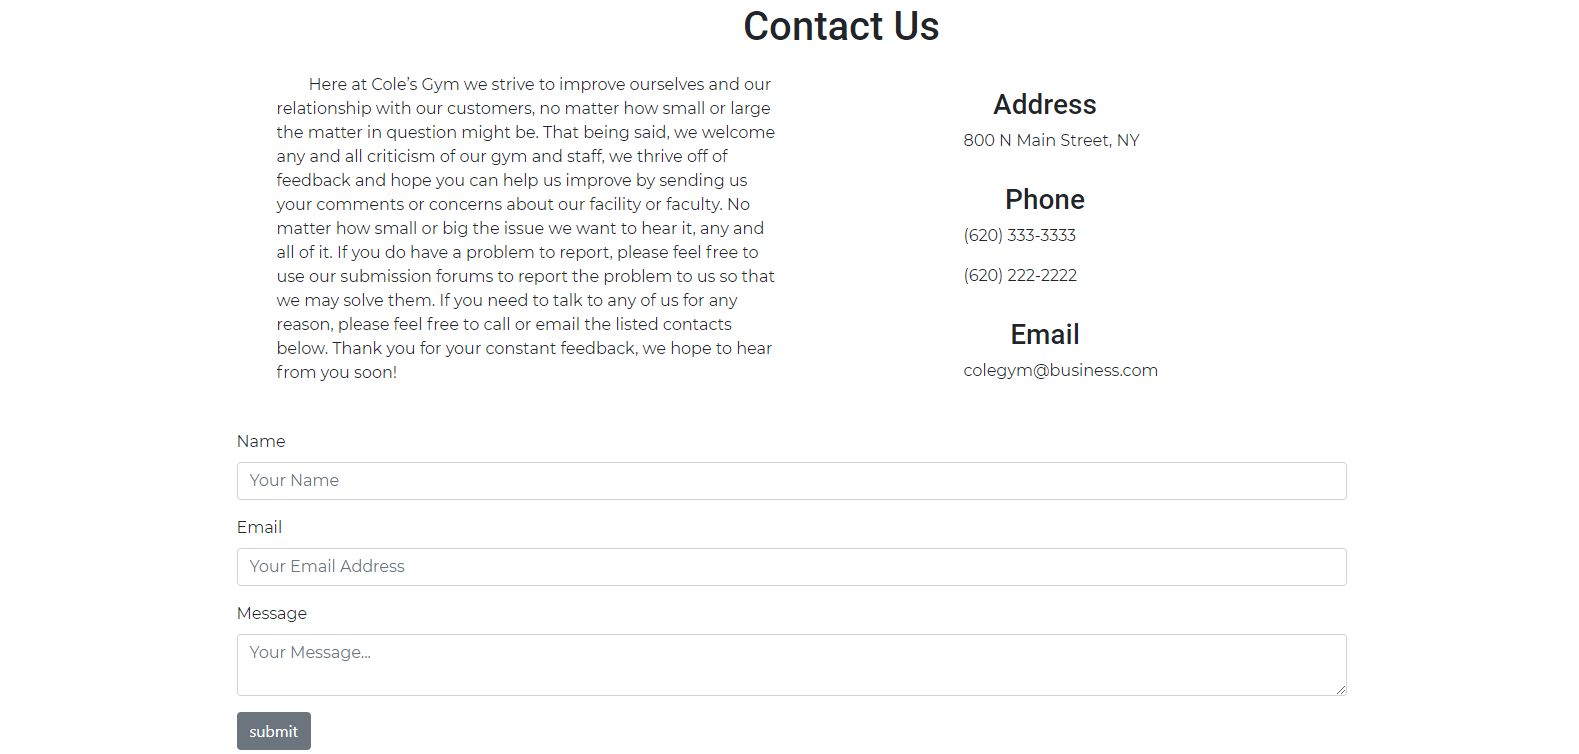 Contact Us
Here at Cole’s Gym we strive to improve ourselves and our
relationship with our customers, no matter how small or large
the matter in question might be. That being said, we welcome
any and all criticism of our gym and staff, we thrive off of
feedback and hope you can help us improve by sending us
your comments or concerns about our facility or faculty. No
matter how small or big the issue we want to hear it, any and
all of it. If you do have a problem to report, please feel free to
use our submission forums to report the problem to us so that
we may solve them. If you need to talk to any of us for any
reason, please feel free to call or email the listed contacts
below. Thank you for your constant feedback, we hope to hear
from you soon!
Address
800 N Main Street, NY
Phone
(620) 333-3333
(620) 222-2222
Email
colegym@business.com
Name
Your Name
Email
Your Email Address
Message
Your Message...
submit